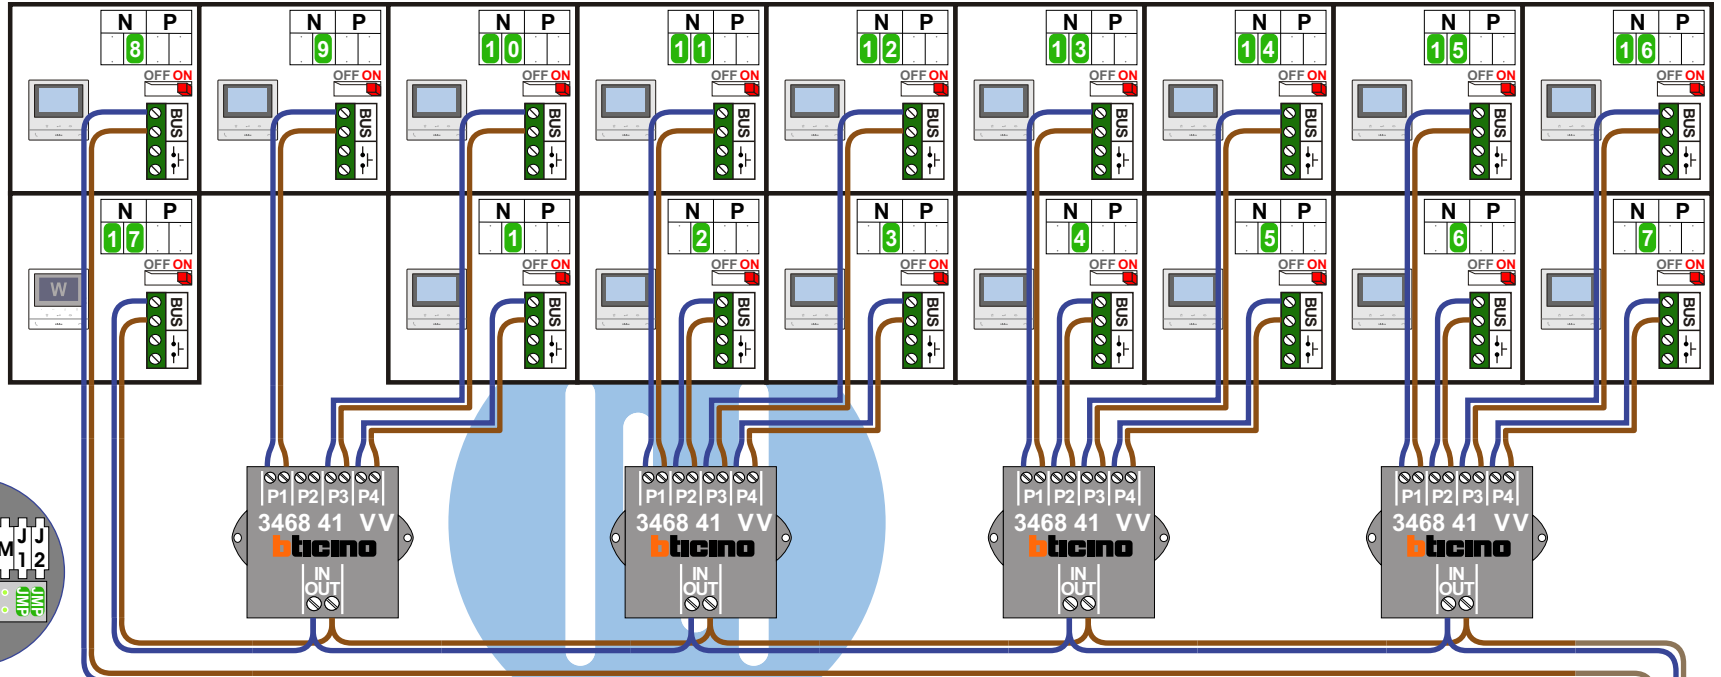 N P N P N P N P N P N P N P N P N P
8 9 10 11 12 13 14 15 16
OFF ON OFF ON OFF ON OFF ON OFF ON OFF ON OFF ON OFF ON OFF ON
BUS BUS BUS BUS BUS BUS BUS BUS BUS
N P N P N P N P N P N P N P N P
17 1 2 3 4 5 6 7
OFF ON OFF ON OFF ON OFF ON OFF ON OFF ON OFF ON OFF ON
W
BUS BUS BUS BUS BUS BUS BUS BUS
P1 P2 P3 P4 P1 P2 P3 P4 P1 P2 P3 P4 P1 P2 P3 P4
3468 41 VV 3468 41 VV 3468 41 VV 3468 41 VV
bticino bticino bticino bticino
M J1 J2
IN IN IN IN
OUT OUT OUT OUT
JMP JMP